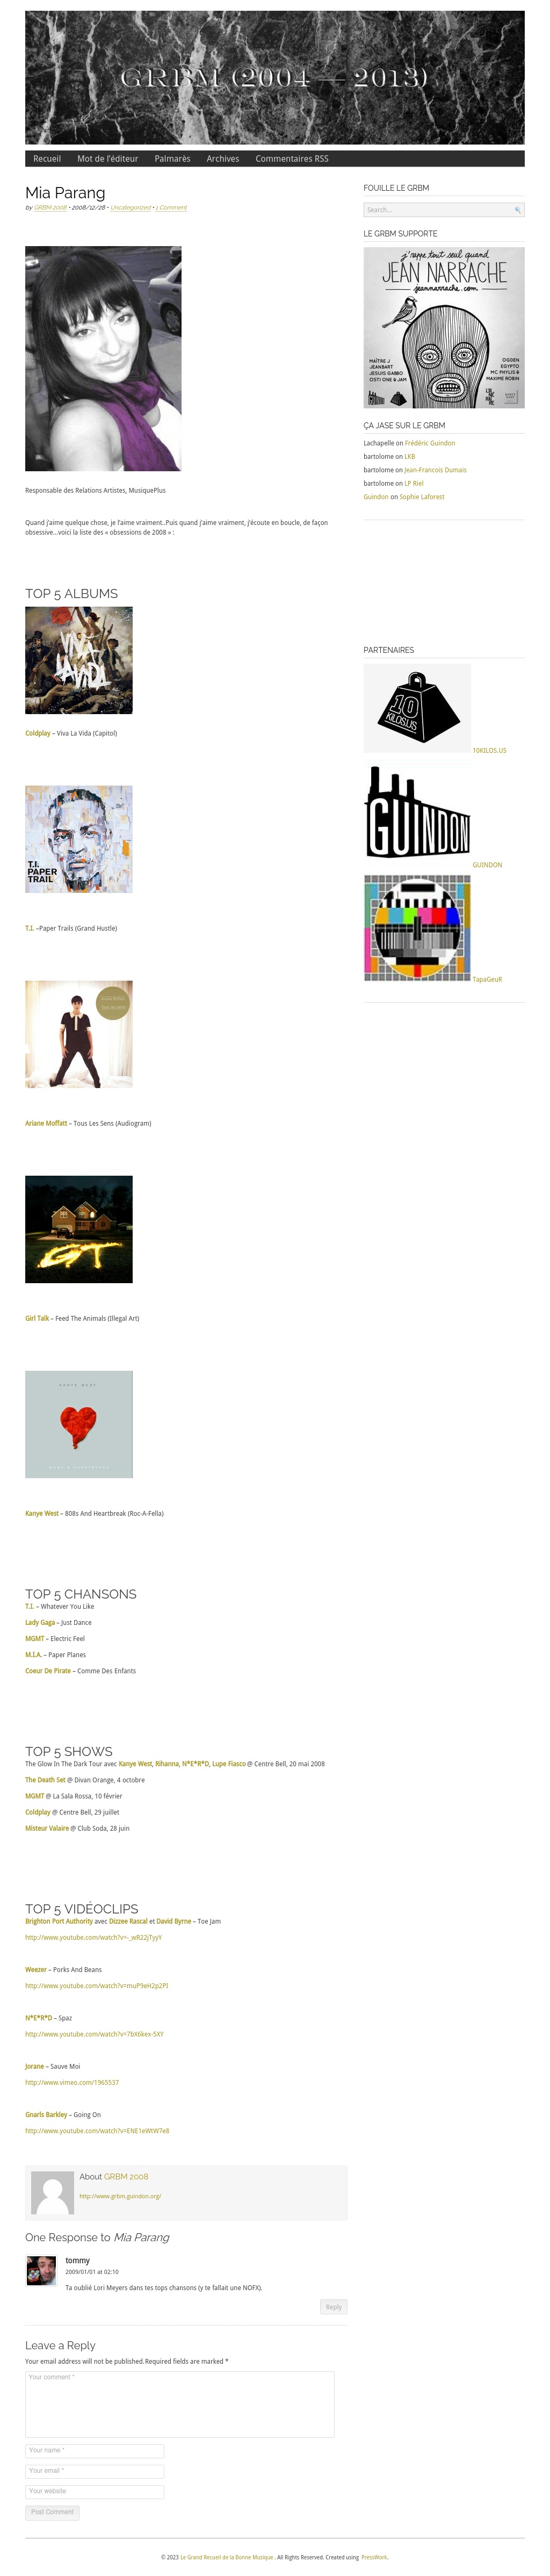 GRBM (2004 — 2013)
Recueil Mot de l'éditeur Palmarès Archives Commentaires RSS
Mia Parang
by GRBM 2008 • 2008/12/28 • Uncategorized • 1 Comment
Responsable des Relations Artistes, MusiquePlus
Quand j'aime quelque chose, je l'aime vraiment..Puis quand j'aime vraiment, j'écoute en boucle, de façon
obsessive...voici la liste des « obsessions de 2008 » :
TOP 5 ALBUMS
VIVA LA VIDA
Coldplay – Viva La Vida (Capitol)
T.I.
PAPER
TRAIL
T.I. –Paper Trails (Grand Hustle)
Ariane Moffatt – Tous Les Sens (Audiogram)
GT
Girl Talk – Feed The Animals (Illegal Art)
KANYE WEST
Kanye West – 808s And Heartbreak (Roc-A-Fella)
TOP 5 CHANSONS
T.I. – Whatever You Like
Lady Gaga – Just Dance
MGMT – Electric Feel
M.I.A. – Paper Planes
Coeur De Pirate – Comme Des Enfants
TOP 5 SHOWS
The Glow In The Dark Tour avec Kanye West, Rihanna, N*E*R*D, Lupe Fiasco @ Centre Bell, 20 mai 2008
The Death Set @ Divan Orange, 4 octobre
MGMT @ La Sala Rossa, 10 février
Coldplay @ Centre Bell, 29 juillet
Misteur Valaire @ Club Soda, 28 juin
TOP 5 VIDÉOCLIPS
Brighton Port Authority avec Dizzee Rascal et David Byrne – Toe Jam
http://www.youtube.com/watch?v=-_wR22jTyyY
Weezer – Porks And Beans
http://www.youtube.com/watch?v=muP9eH2p2PI
N*E*R*D – Spaz
http://www.youtube.com/watch?v=7bX6kex-5XY
Jorane – Sauve Moi
http://www.vimeo.com/1965537
Gnarls Barkley – Going On
http://www.youtube.com/watch?v=ENE1eWtW7e8
About GRBM 2008
http://www.grbm.guindon.org/
One Response to Mia Parang
tommy
2009/01/01 at 02:10
Ta oublié Lori Meyers dans tes tops chansons (y te fallait une NOFX).
Reply
Leave a Reply
Your email address will not be published. Required fields are marked *
Your comment *
Your name *
Your email *
Your website
Post Comment
FOUILLE LE GRBM
Search...
LE GRBM SUPPORTE
j'rappe tout seul quand
JEAN NARRACHE
jeannarrache.com
MAITRE J
JEANBART
JESUIS GABBO
OSTI ONE & JAM
OGDEN
EGYPTO
MC PHYLIS &
MAXIME ROBIN
ÇA JASE SUR LE GRBM
Lachapelle on Frédéric Guindon
bartolome on LKB
bartolome on Jean-Francois Dumais
bartolome on LP Riel
Guindon on Sophie Laforest
PARTENAIRES
10
KILOS.US
10KILOS.US
GUINDON
GUINDON
TapaGeuR
© 2023 Le Grand Recueil de la Bonne Musique . All Rights Reserved. Created using PressWork.